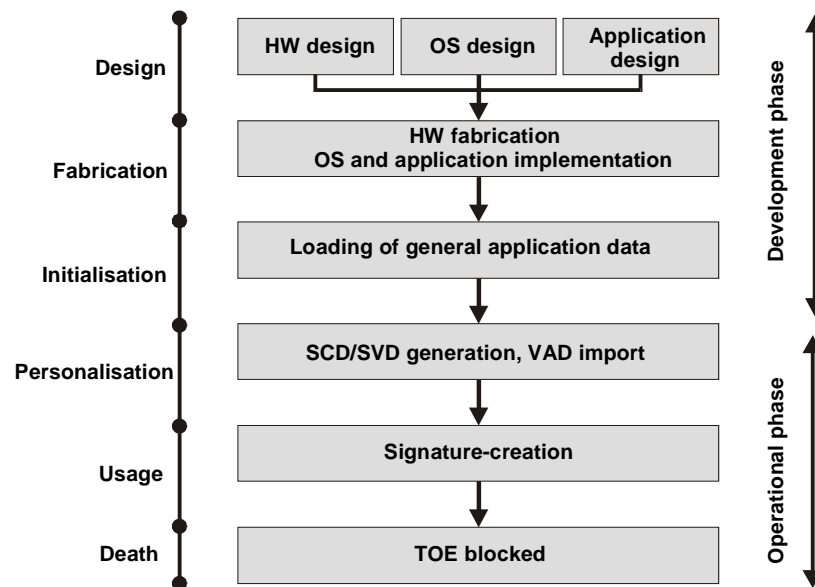 Design
HW design
OS design
Application
design
Fabrication
HW fabrication
OS and application implementation
Initialisation
Loading of general application data
Development phase
Personalisation
SCD/SVD generation, VAD import
Usage
Signature-creation
Death
TOE blocked
Operational phase